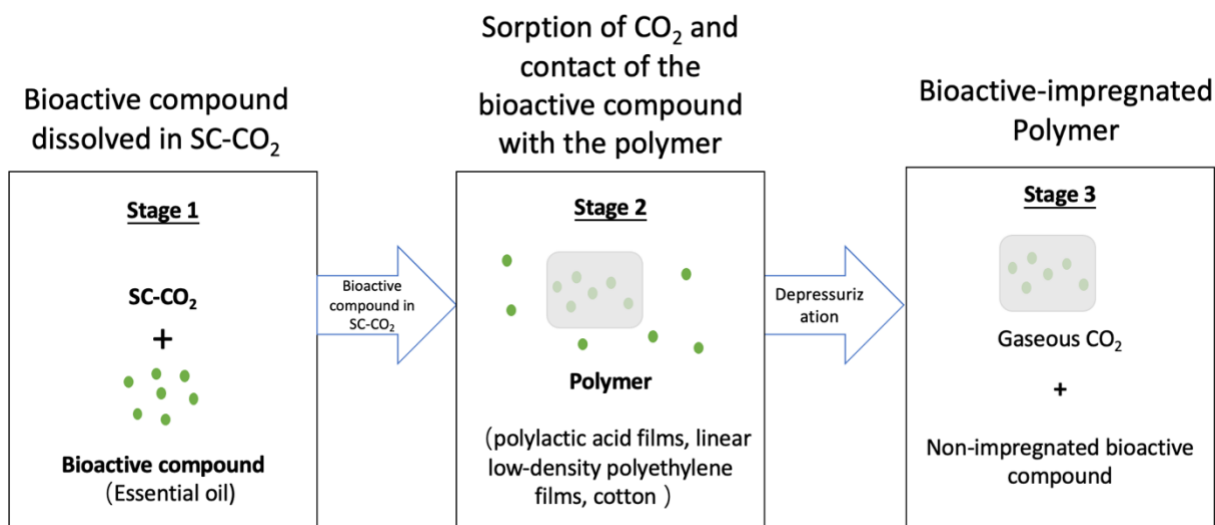 Bioactive compound
dissolved in SC-CO₂
Stage 1
SC-CO₂
+
Bioactive compound
(Essential oil)
Bioactive
compound in
SC-CO₂
Sorption of CO₂ and
contact of the
bioactive compound
with the polymer
Stage 2
Polymer
(polylactic acid films, linear
low-density polyethylene
films, cotton )
Depressuriz
ation
Bioactive-impregnated
Polymer
Stage 3
Gaseous CO₂
+
Non-impregnated bioactive
compound